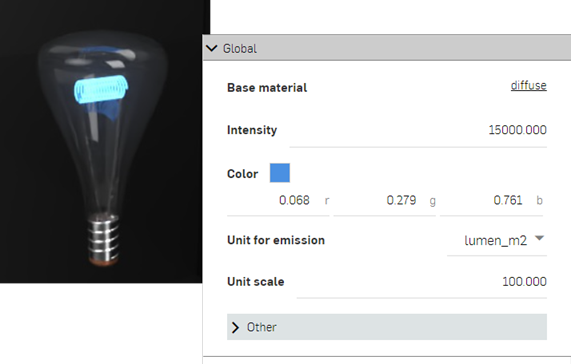 Global
Base material diffuse
Intensity 15000.000
Color
0.068 r 0.279 g 0.761 b
Unit for emission lumen_m2
Unit scale 100.000
Other